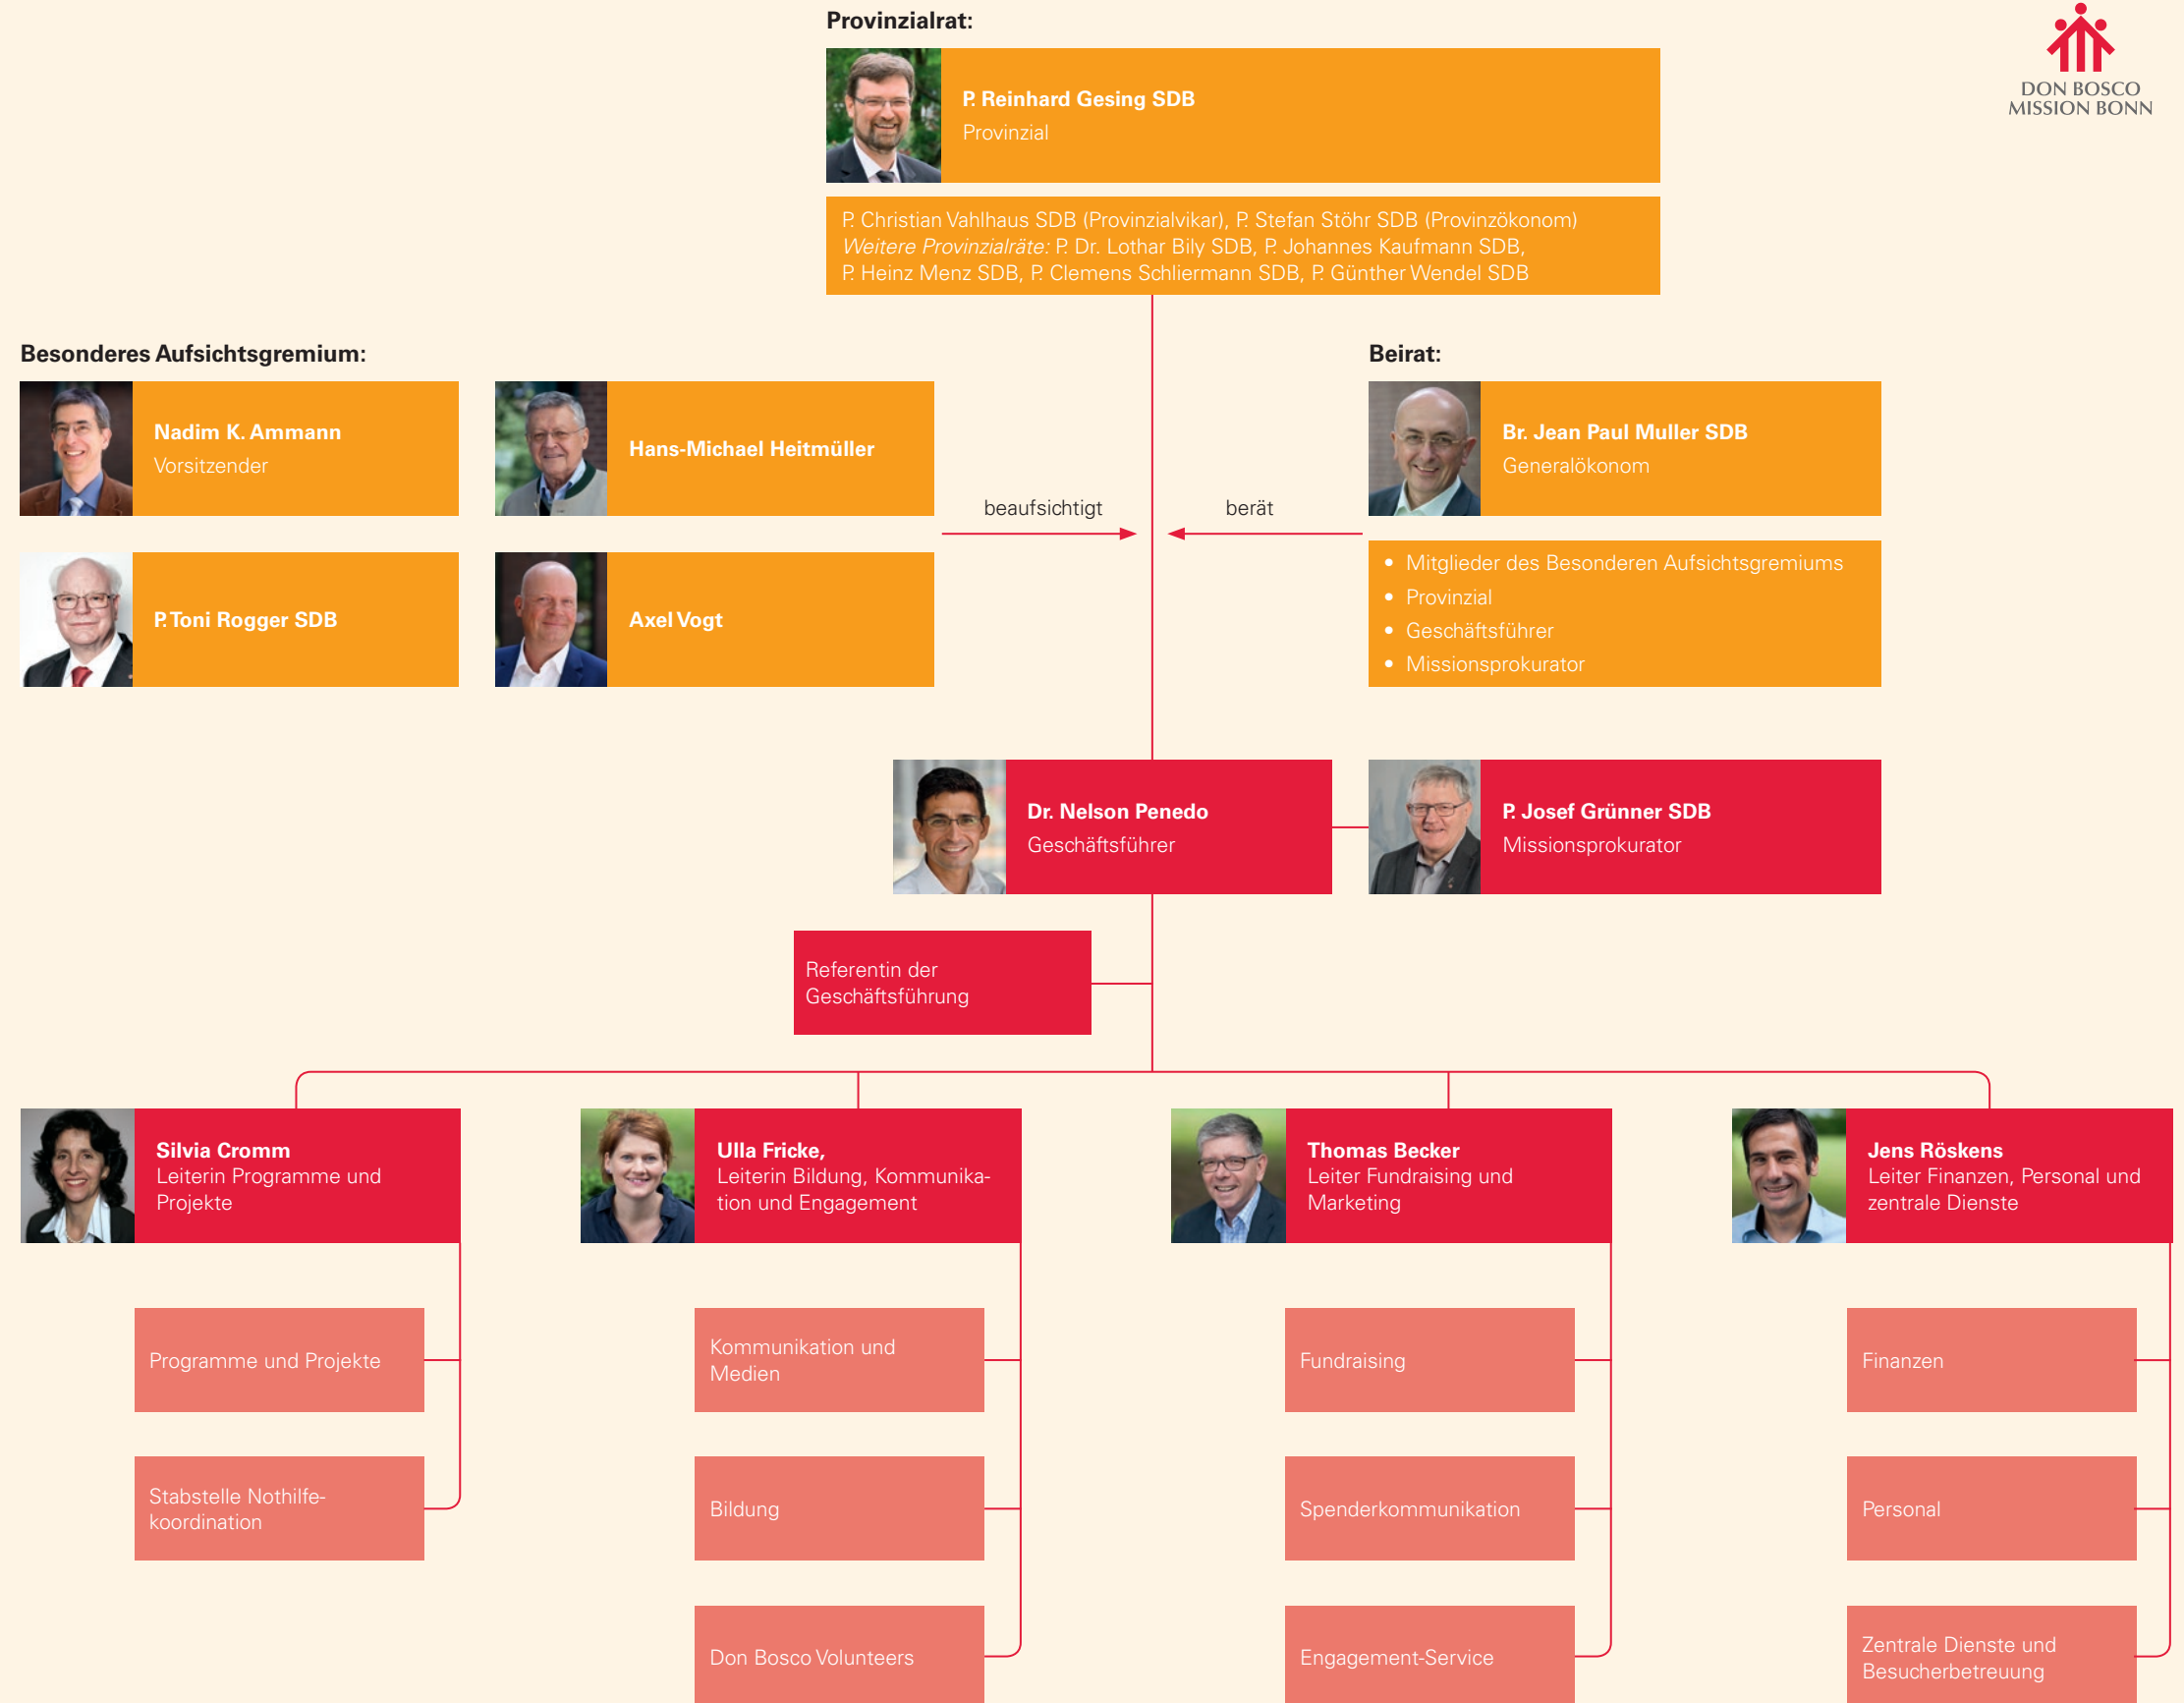 Provinzialrat:
P. Reinhard Gesing SDB
Provinzial
DON BOSCO
MISSION BONN
P. Christian Vahlhaus SDB (Provinzialvikar), P. Stefan Stöhr SDB (Provinzökonom)
Weitere Provinzialräte: P. Dr. Lothar Bily SDB, P. Johannes Kaufmann SDB,
P. Heinz Menz SDB, P. Clemens Schliermann SDB, P. Günther Wendel SDB
Besonderes Aufsichtsgremium:
Nadim K. Ammann
Vorsitzender
Hans-Michael Heitmüller
P. Toni Rogger SDB
Axel Vogt
beaufsichtigt
berät
Beirat:
Br. Jean Paul Muller SDB
Generalökonom
• Mitglieder des Besonderen Aufsichtsgremiums
• Provinzial
• Geschäftsführer
• Missionsprokurator
Dr. Nelson Penedo
Geschäftsführer
P. Josef Grünner SDB
Missionsprokurator
Referentin der
Geschäftsführung
Silvia Cromm
Leiterin Programme und
Projekte
Programme und Projekte
Stabstelle Nothilfe-
koordination
Ulla Fricke,
Leiterin Bildung, Kommunika-
tion und Engagement
Kommunikation und
Medien
Bildung
Don Bosco Volunteers
Thomas Becker
Leiter Fundraising und
Marketing
Fundraising
Spenderkommunikation
Engagement-Service
Jens Röskens
Leiter Finanzen, Personal und
zentrale Dienste
Finanzen
Personal
Zentrale Dienste und
Besucherbetreuung